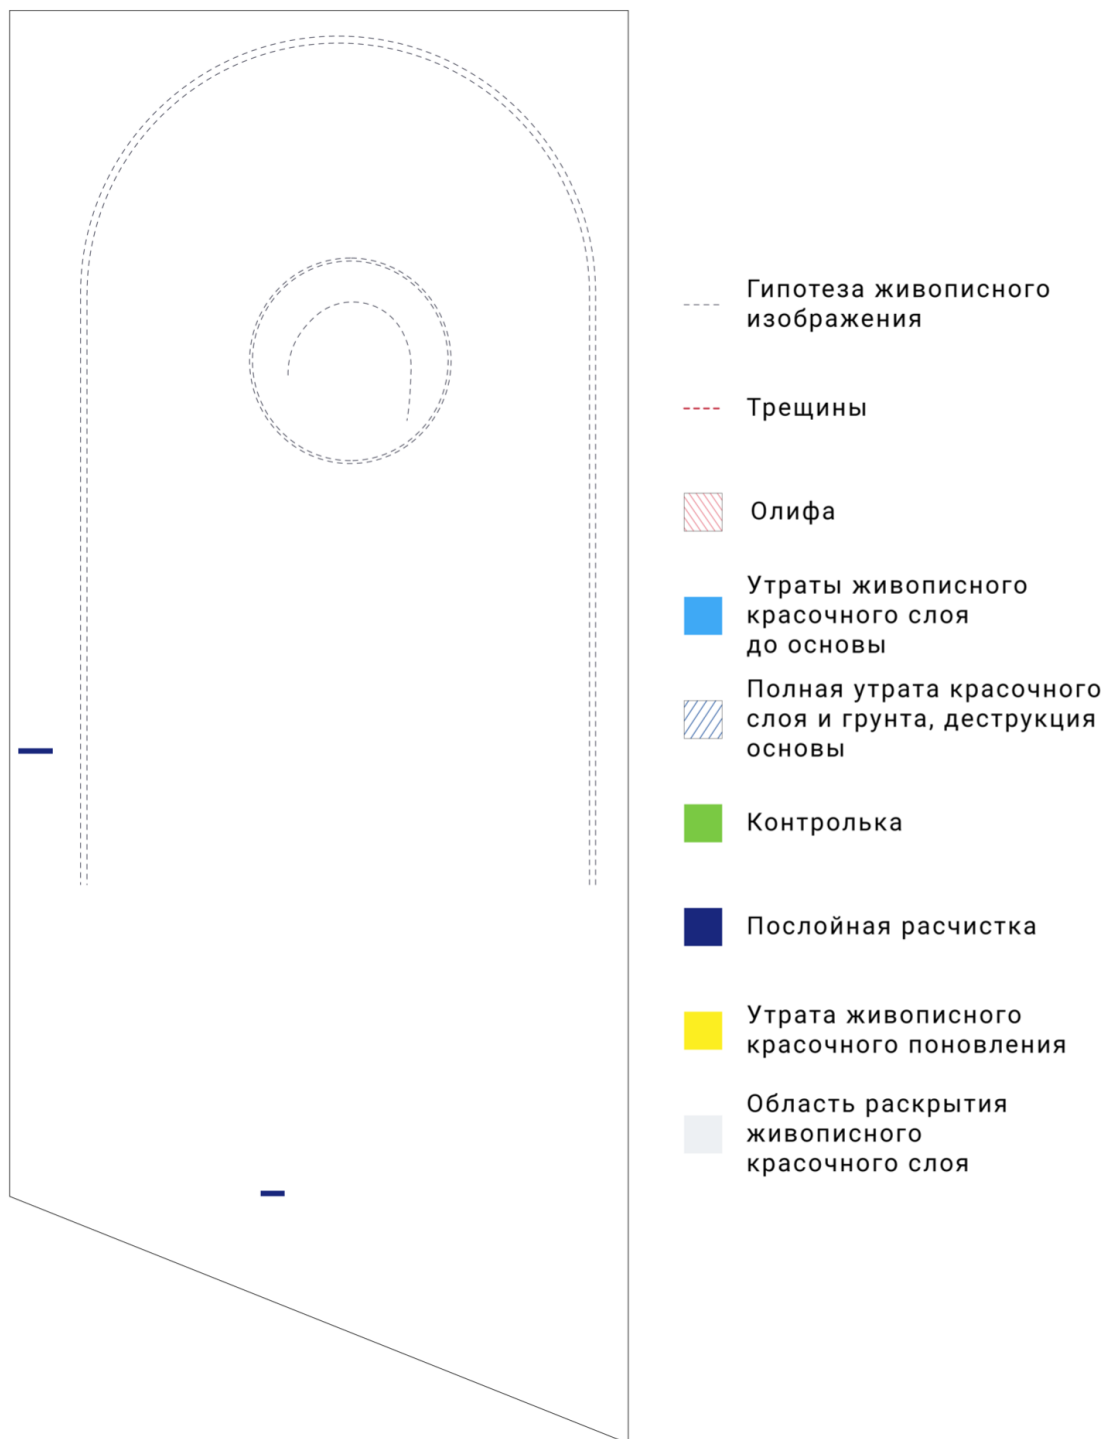 Гипотеза живописного
изображения
Трещины
Олифа
Утраты живописного
красочного слоя
до основы
Полная утрата красочного
слоя и грунта, деструкция
основы
Контролька
Послойная расчистка
Утрата живописного
красочного поновления
Область раскрытия
живописного
красочного слоя